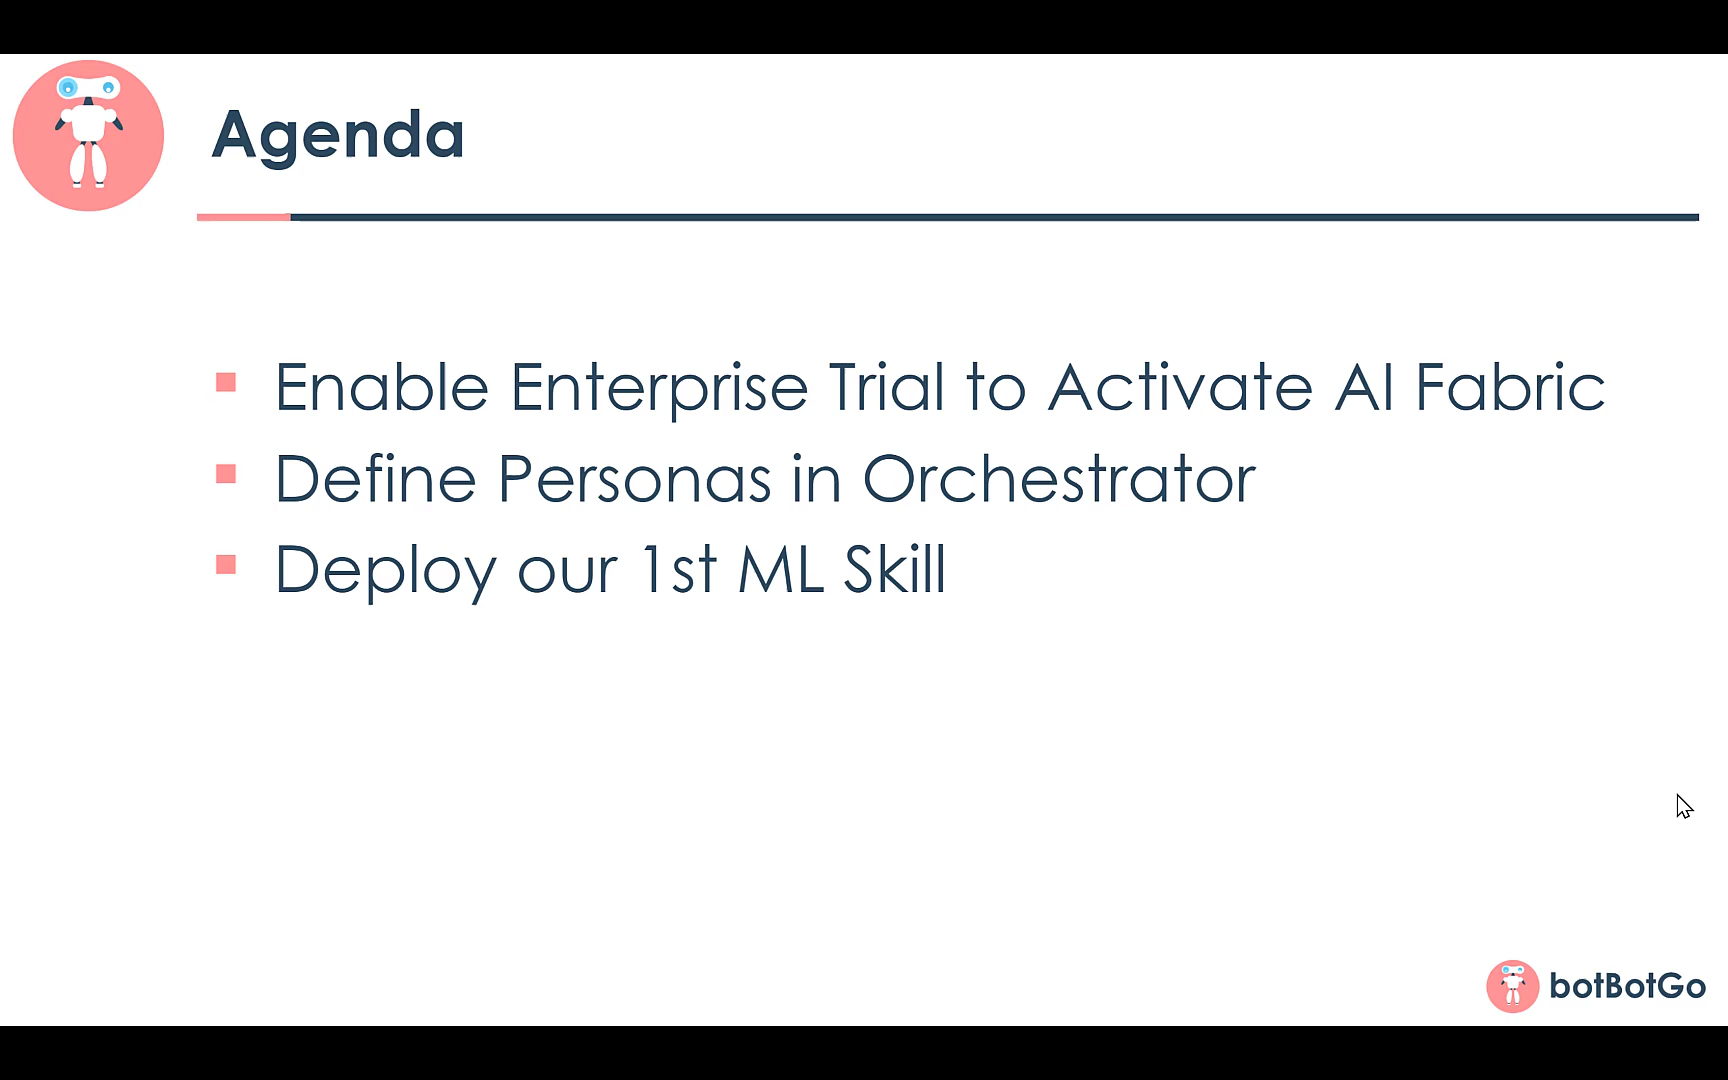 Agenda
Enable Enterprise Trial to Activate AI Fabric
Define Personas in Orchestrator
Deploy our 1st ML Skill
botBotGo